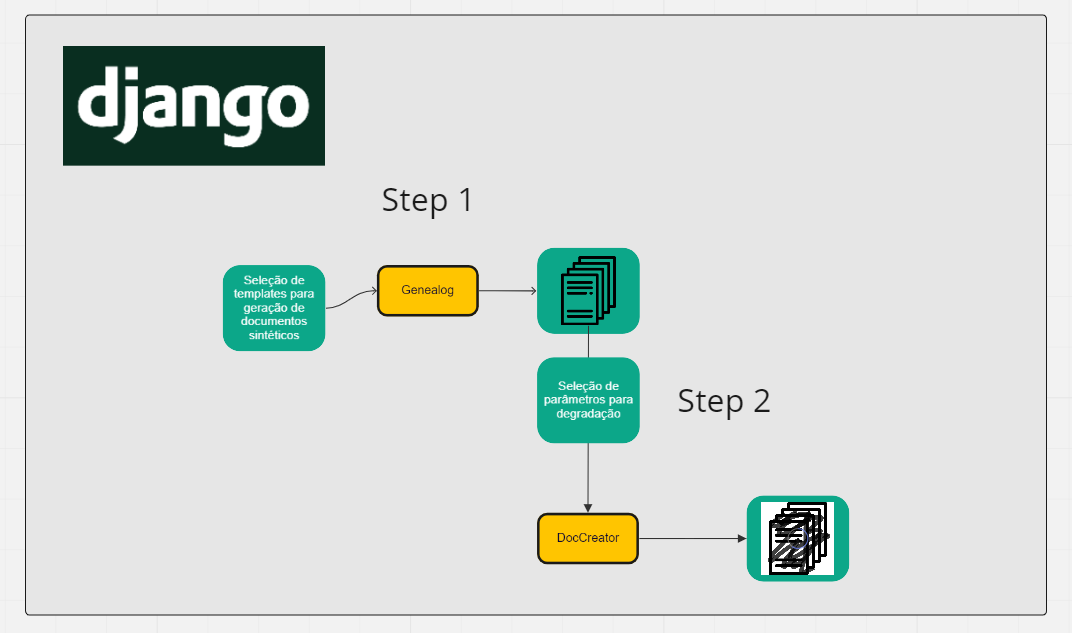 django
Step 1
Seleção de
templates para
geração de
documentos
sintéticos
Genealog
Seleção de
parâmetros para
degradação
Step 2
DocCreator